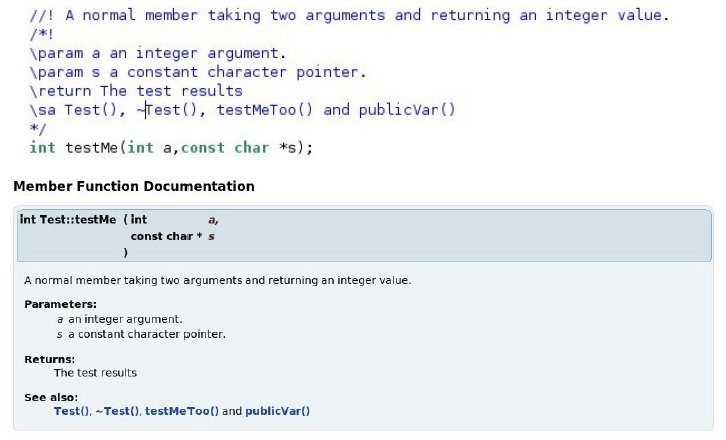 //! A normal member taking two arguments and returning an integer value.
/*!
\param a an integer argument.
\param s a constant character pointer.
\return The test results
\sa Test(), ~Test(), testMeToo() and publicVar()
*/
int testMe(int a,const char *s);
Member Function Documentation
int Test::testMe ( int a,
const char * s
)
A normal member taking two arguments and returning an integer value.
Parameters:
a an integer argument.
s a constant character pointer.
Returns:
The test results
See also:
Test(), ~Test(), testMeToo() and publicVar()